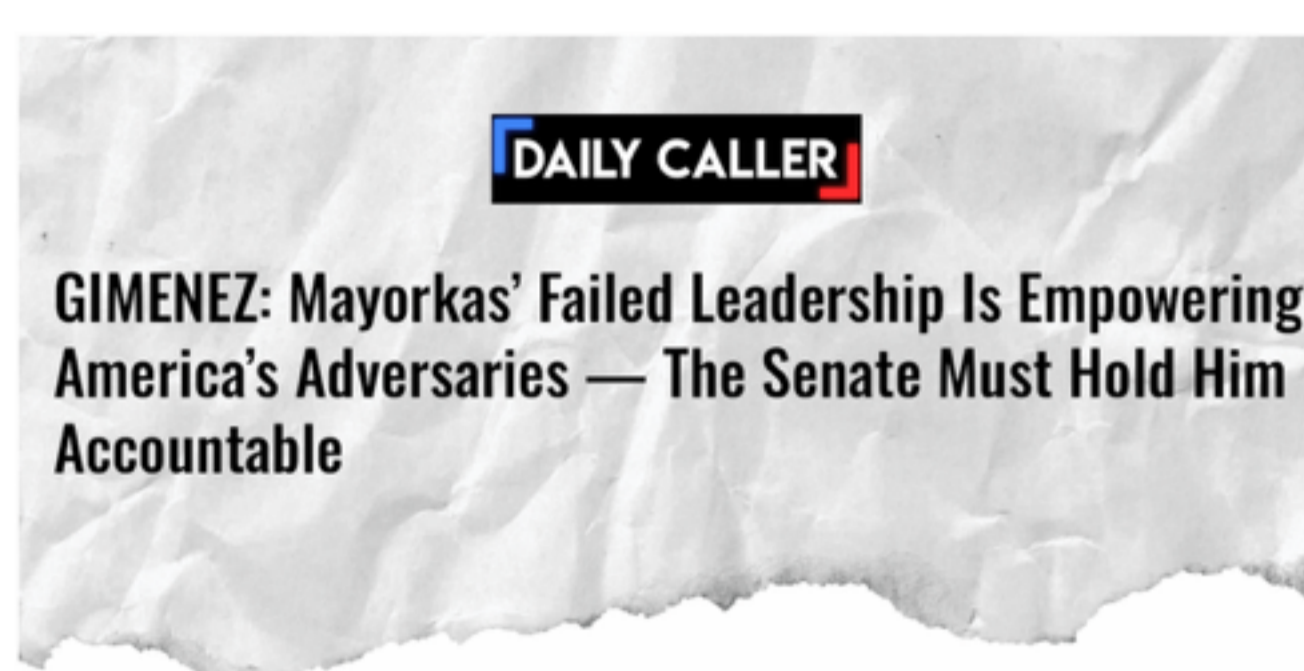 DAILY CALLER
GIMENEZ: Mayorkas’ Failed Leadership Is Empowering
America’s Adversaries — The Senate Must Hold Him
Accountable